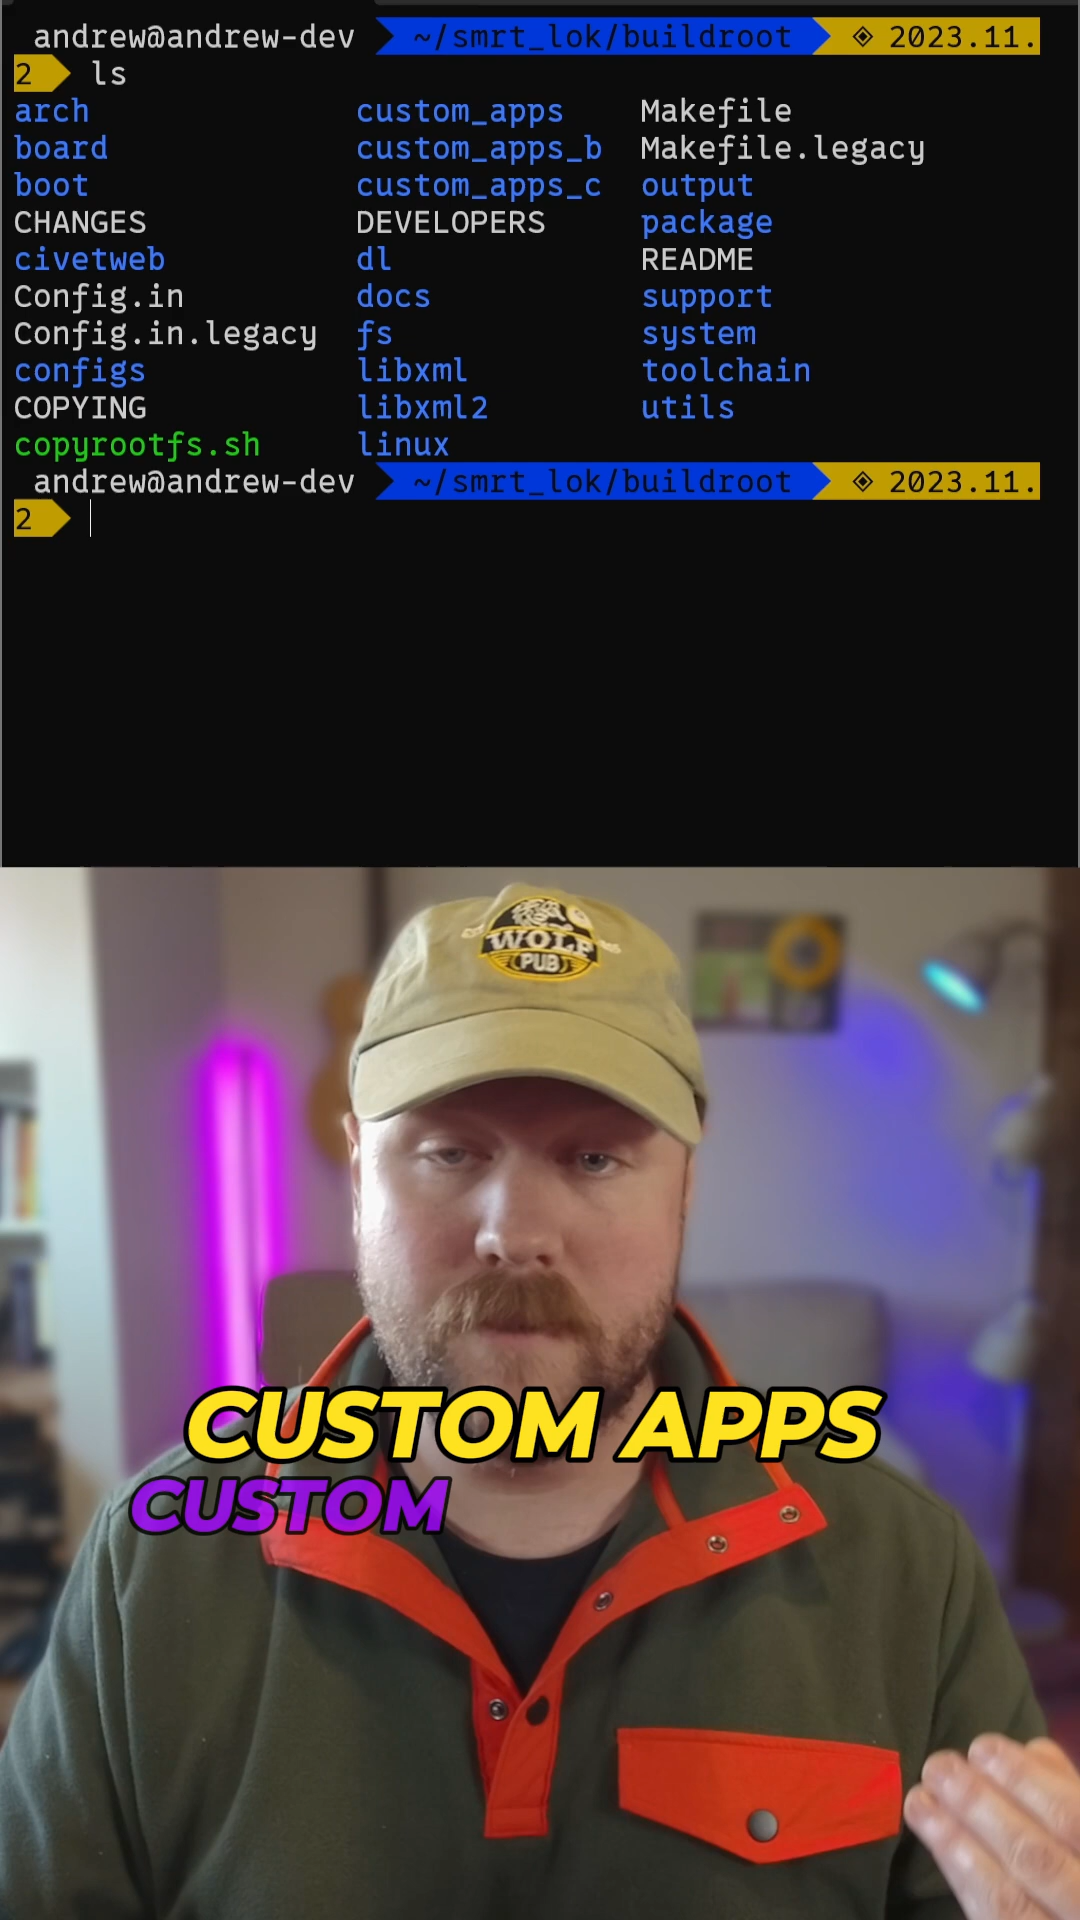 andrew@andrew-dev ~/smrt_lok/buildroot ◈ 2023.11.
2 ls
arch custom_apps Makefile
board custom_apps_b Makefile.legacy
boot custom_apps_c output
CHANGES DEVELOPERS package
civetweb dl README
Config.in docs support
Config.in.legacy fs system
configs libxml toolchain
COPYING libxml2 utils
copyrootfs.sh linux
andrew@andrew-dev ~/smrt_lok/buildroot ◈ 2023.11.
2
WOLF
PUB
CUSTOM APPS
CUSTOM